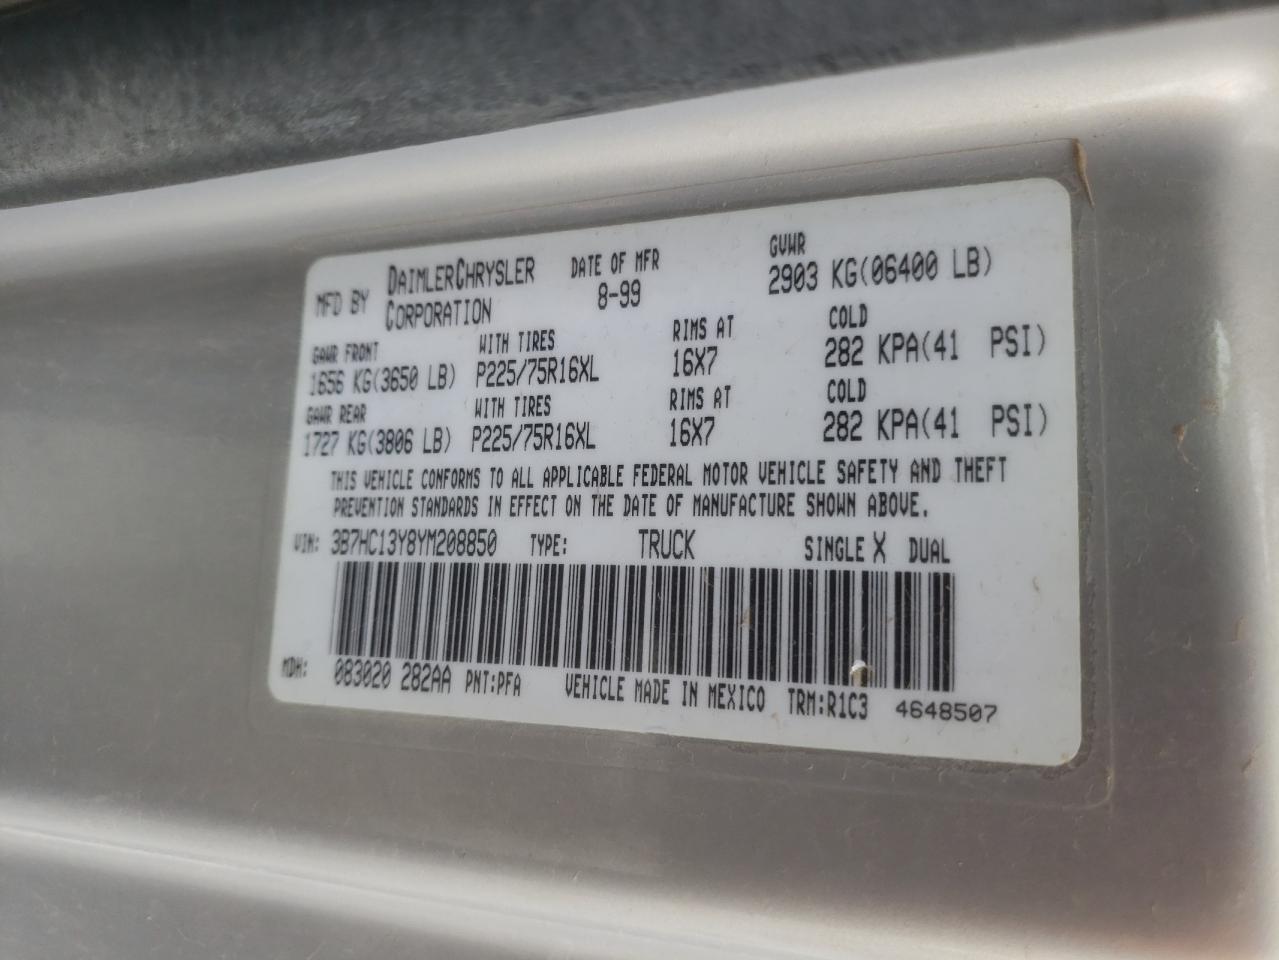 MFD BY DAIMLERCHRYSLER CORPORATION DATE OF MFR 8-99 GVWR 2903 KG(06400 LB)
GAWR FRONT WITH TIRES RIMS AT COLD
1656 KG(3650 LB) P225/75R16XL 16X7 282 KPA(41 PSI)
GAWR REAR WITH TIRES RIMS AT COLD
1727 KG(3806 LB) P225/75R16XL 16X7 282 KPA(41 PSI)
THIS VEHICLE CONFORMS TO ALL APPLICABLE FEDERAL MOTOR VEHICLE SAFETY AND THEFT
PREVENTION STANDARDS IN EFFECT ON THE DATE OF MANUFACTURE SHOWN ABOVE.
VIN: 3B7HC13Y8YM208850 TYPE: TRUCK SINGLE X DUAL
MDH: 083020 282AA PNT:PFA VEHICLE MADE IN MEXICO TRM:R1C3 4648507